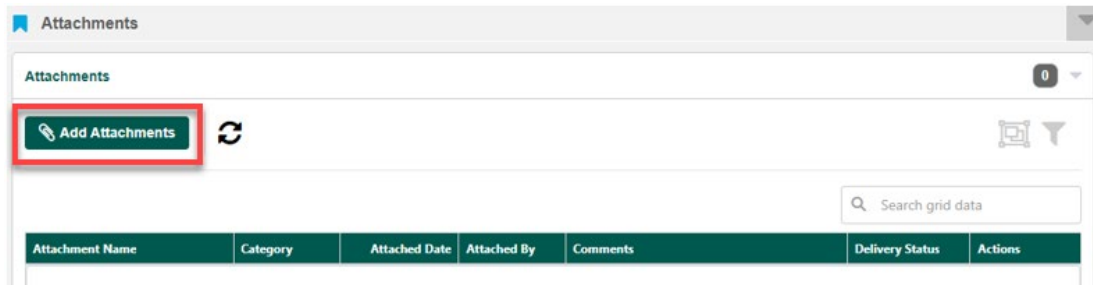 Attachments
Attachments 0
Add Attachments
Search grid data
Attachment Name Category Attached Date Attached By Comments Delivery Status Actions